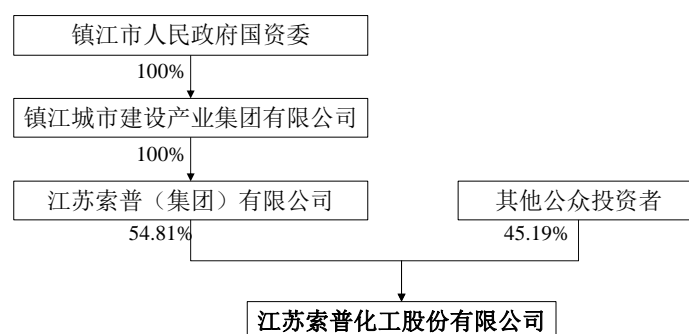 镇江市人民政府国资委
100%
镇江城市建设产业集团有限公司
100%
江苏索普（集团）有限公司
其他公众投资者
54.81%
45.19%
江苏索普化工股份有限公司